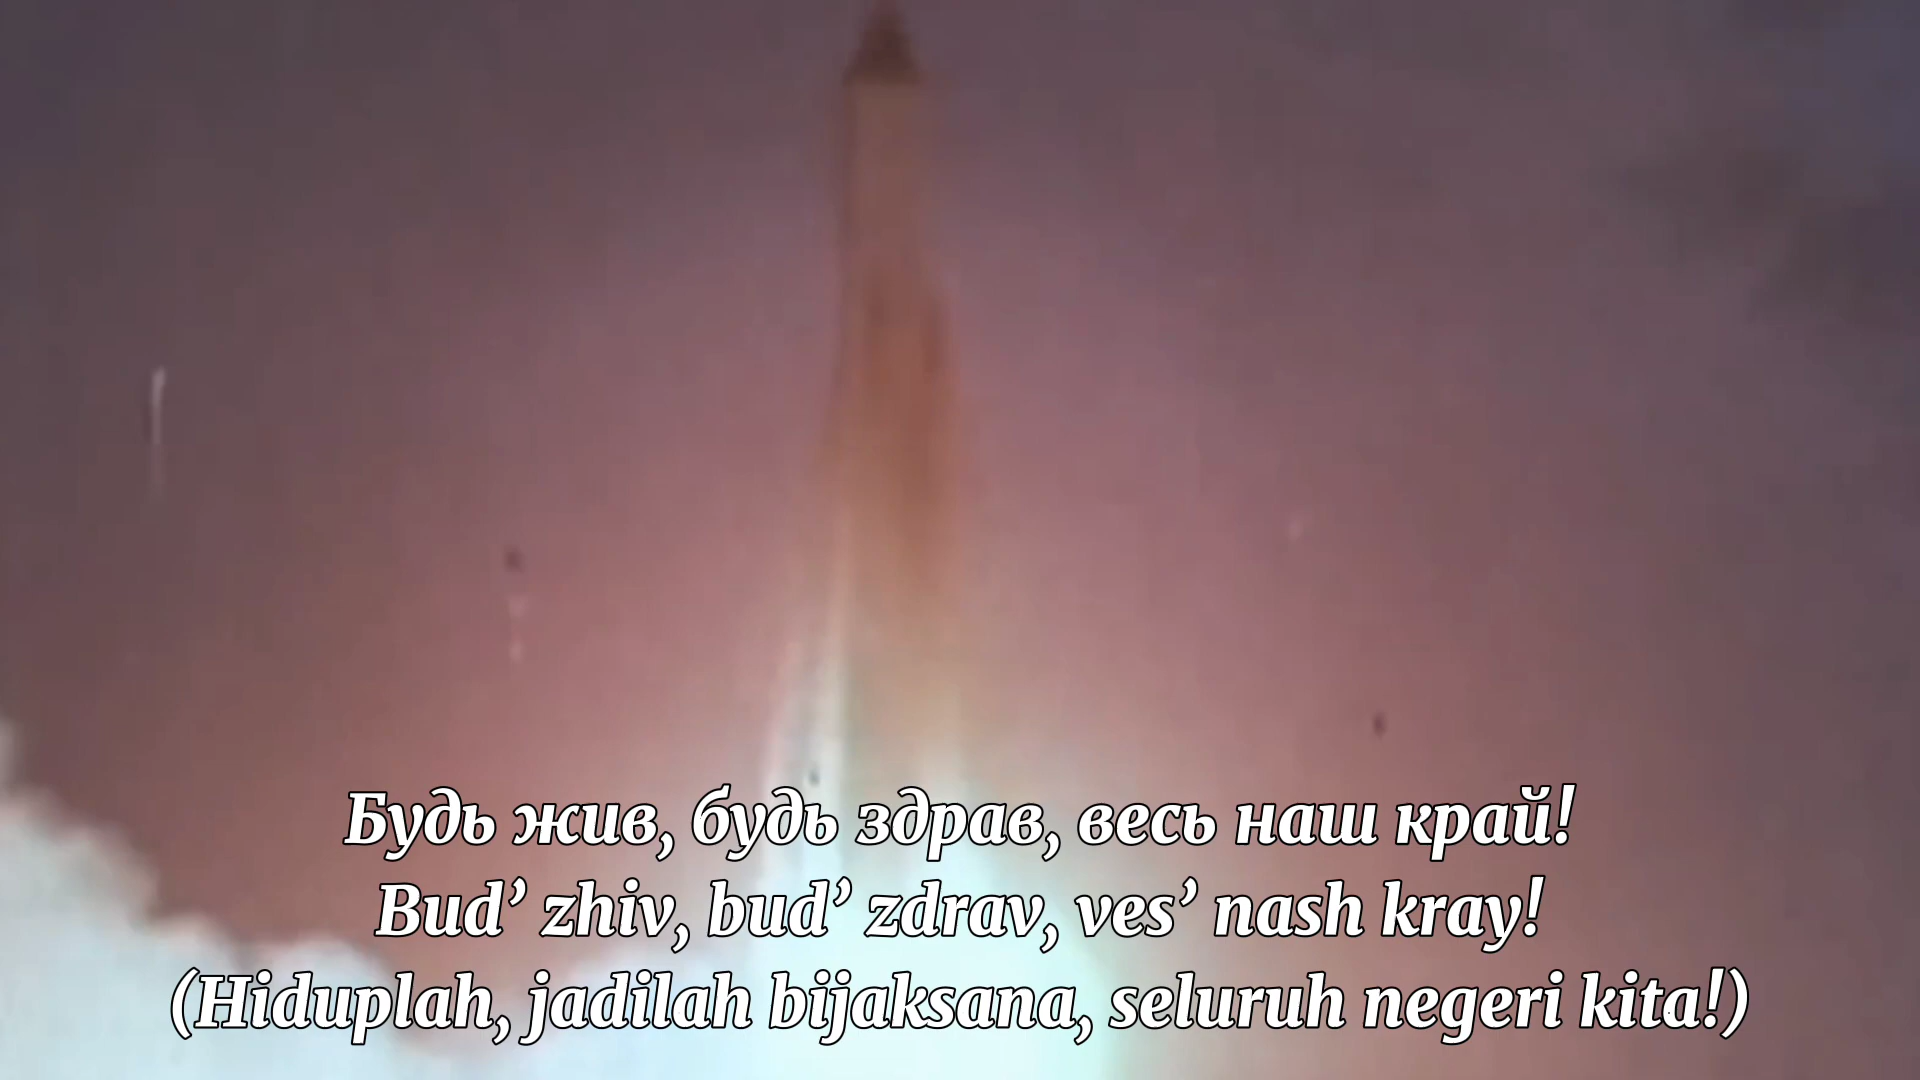 Будь жив, будь здрав, весь наш край!
Bud’ zhiv, bud’ zdrav, ves’ nash kray!
(Hiduplah, jadilah bijaksana, seluruh negeri kita!)